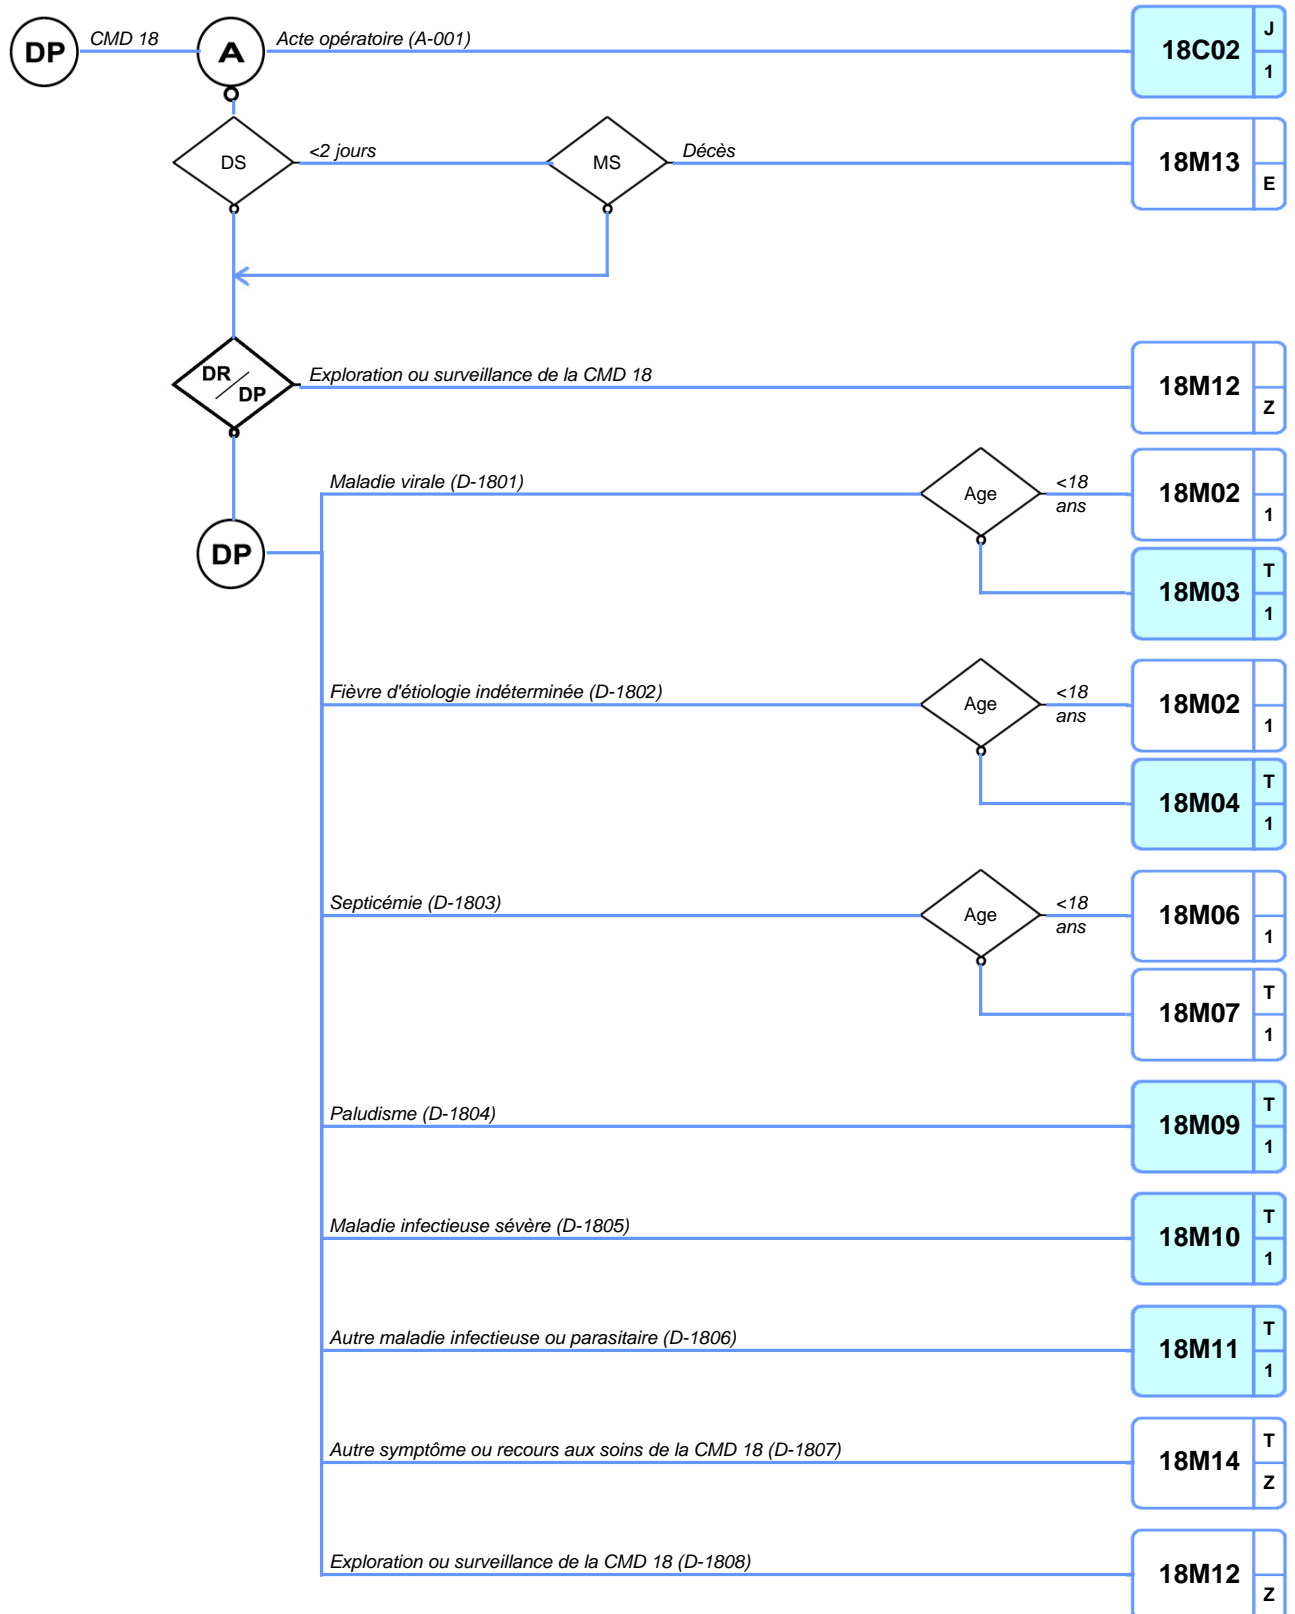 DP
CMD 18
A
Acte opératoire (A-001)
18C02
J
1
DS
<2 jours
MS
Décès
18M13
E
DR
DP
Exploration ou surveillance de la CMD 18
18M12
Z
DP
Maladie virale (D-1801)
Age
<18
ans
18M02
1
18M03
T
1
Fièvre d'étiologie indéterminée (D-1802)
Age
<18
ans
18M02
1
18M04
T
1
Septicémie (D-1803)
Age
<18
ans
18M06
1
18M07
T
1
Paludisme (D-1804)
18M09
T
1
Maladie infectieuse sévère (D-1805)
18M10
T
1
Autre maladie infectieuse ou parasitaire (D-1806)
18M11
T
1
Autre symptôme ou recours aux soins de la CMD 18 (D-1807)
18M14
T
Z
Exploration ou surveillance de la CMD 18 (D-1808)
18M12
Z